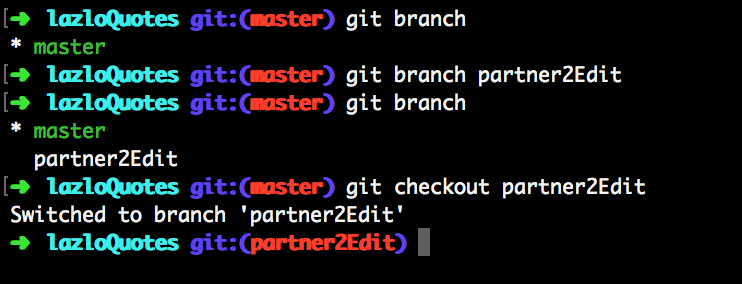 [➜ lazloQuotes git:(master) git branch
* master
[➜ lazloQuotes git:(master) git branch partner2Edit
[➜ lazloQuotes git:(master) git branch
* master
  partner2Edit
[➜ lazloQuotes git:(master) git checkout partner2Edit
Switched to branch 'partner2Edit'
➜ lazloQuotes git:(partner2Edit)